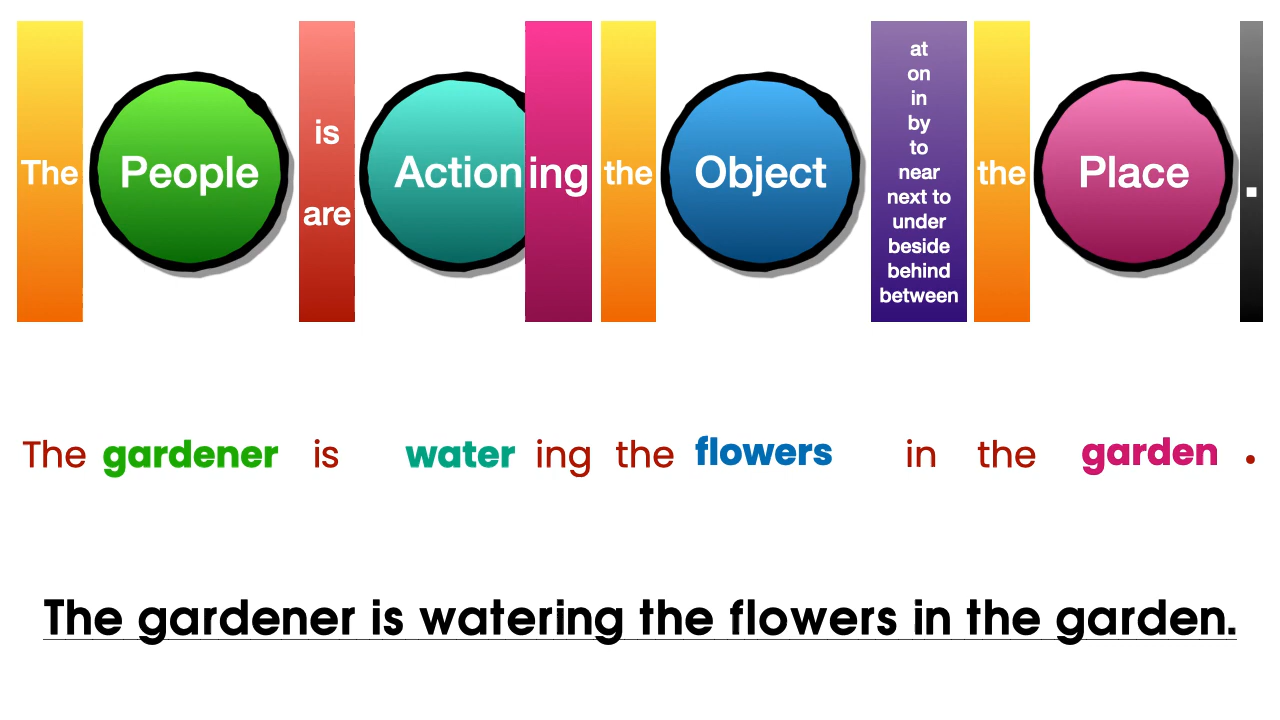 The People is are Action ing the Object at on in by to near next to under beside behind between the Place .
The gardener is water ing the flowers in the garden .
The gardener is watering the flowers in the garden.